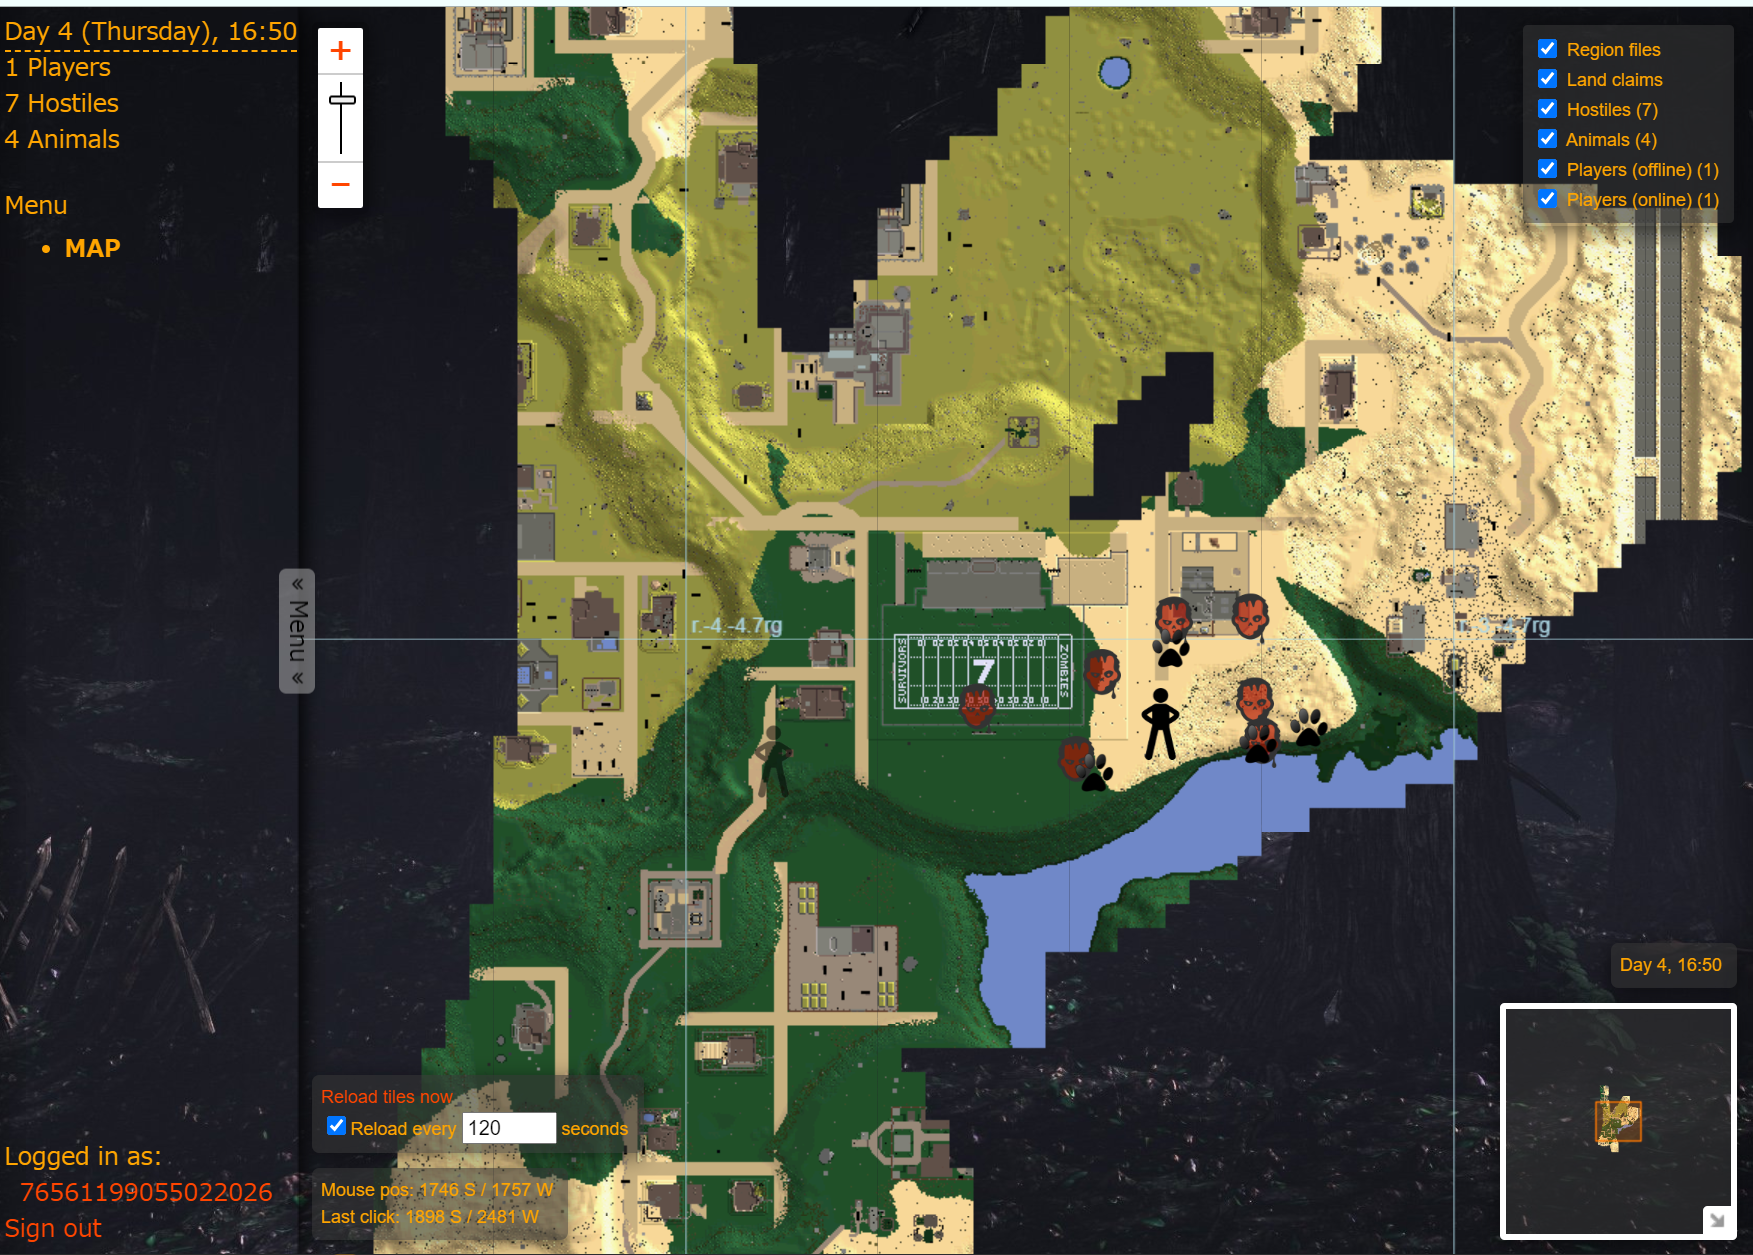 Day 4 (Thursday), 16:50
1 Players
7 Hostiles
4 Animals
Menu
MAP
+
−
« Menu «
Region files
Land claims
Hostiles (7)
Animals (4)
Players (offline) (1)
Players (online) (1)
r.-4.-4.7rg
7rg
SURVIVORS
7
ZOMBIES
Day 4, 16:50
Reload tiles now
Reload every 120 seconds
Mouse pos: 1746 S / 1757 W
Last click: 1898 S / 2481 W
Logged in as:
76561199055022026
Sign out